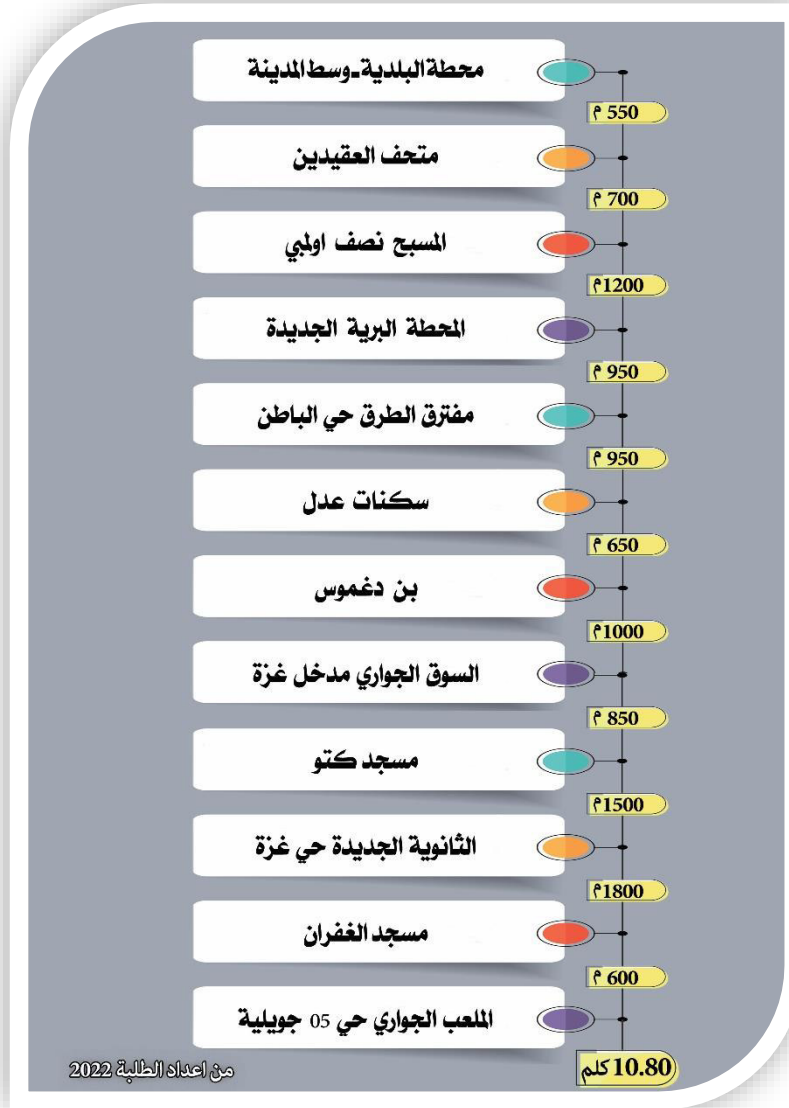 محطة البلدية-وسط المدينة
550 م
متحف العقيدين
700 م
المسبح نصف اولمبي
1200م
المحطة البرية الجديدة
950 م
مفترق الطرق حي الباطن
950 م
سكنات عدل
650 م
بن دغموس
1000م
السوق الجواري مدخل غزة
850 م
مسجد كتو
1500م
الثانوية الجديدة حي غزة
1800م
مسجد الغفران
600 م
الملعب الجواري حي 05 جويلية
10.80 كلم
من اعداد الطلبة 2022